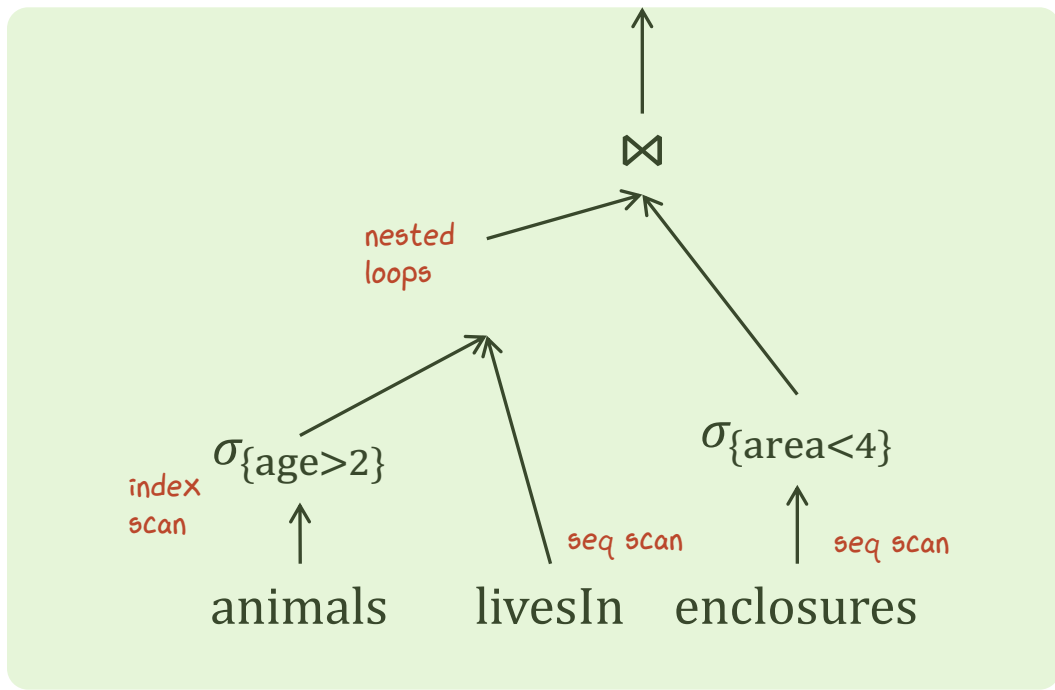 ⋈
nested
loops
σ{age>2}
σ{area<4}
index
scan
seq scan
seq scan
animals
livesIn
enclosures